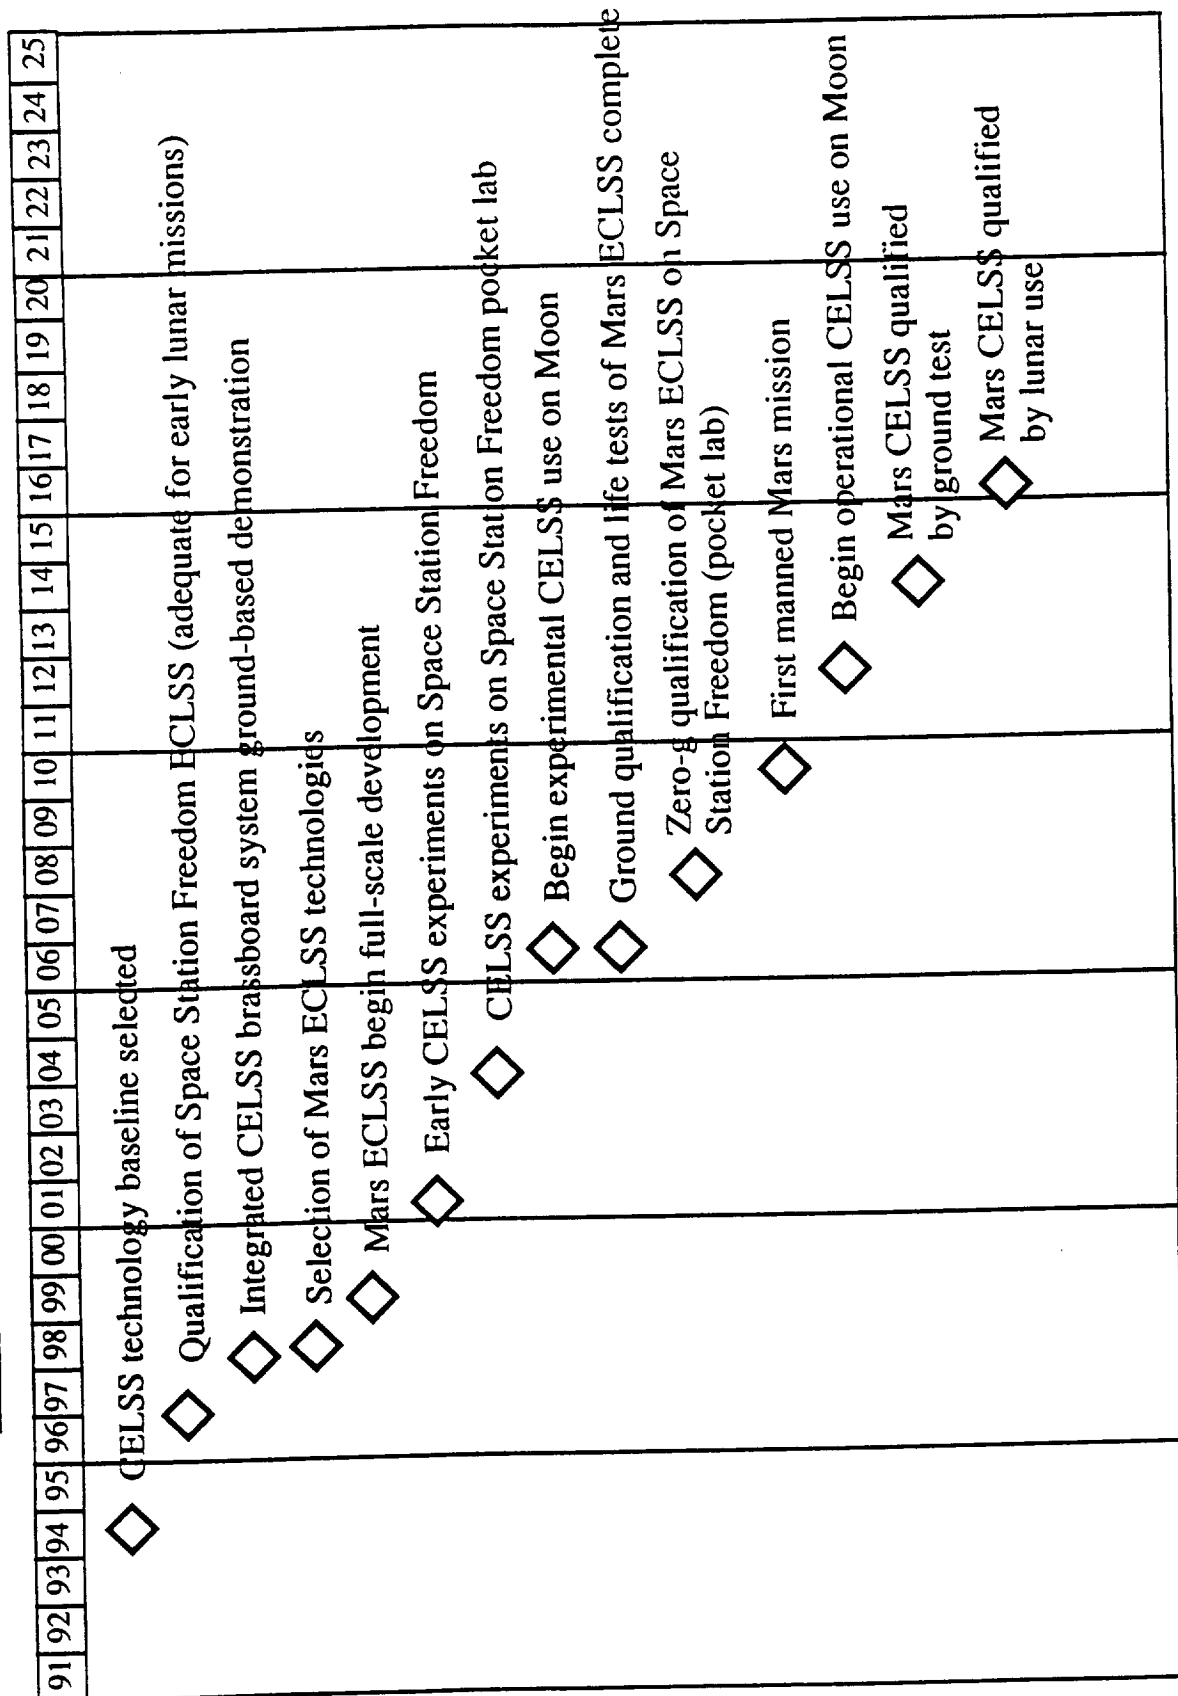 91 92 93 94 95 96 97 98 99 00 01 02 03 04 05 06 07 08 09 10 11 12 13 14 15 16 17 18 19 20 21 22 23 24 25
CELSS technology baseline selected
Qualification of Space Station Freedom ECLSS (adequate for early lunar missions)
Integrated CELSS brassboard system ground-based demonstration
Selection of Mars ECLSS technologies
Mars ECLSS begin full-scale development
Early CELSS experiments on Space Station Freedom
CELSS experiments on Space Station Freedom pocket lab
Begin experimental CELSS use on Moon
Ground qualification and life tests of Mars ECLSS complete
Zero-g qualification of Mars ECLSS on Space
Station Freedom (pocket lab)
First manned Mars mission
Begin operational CELSS use on Moon
Mars CELSS qualified
by ground test
Mars CELSS qualified
by lunar use